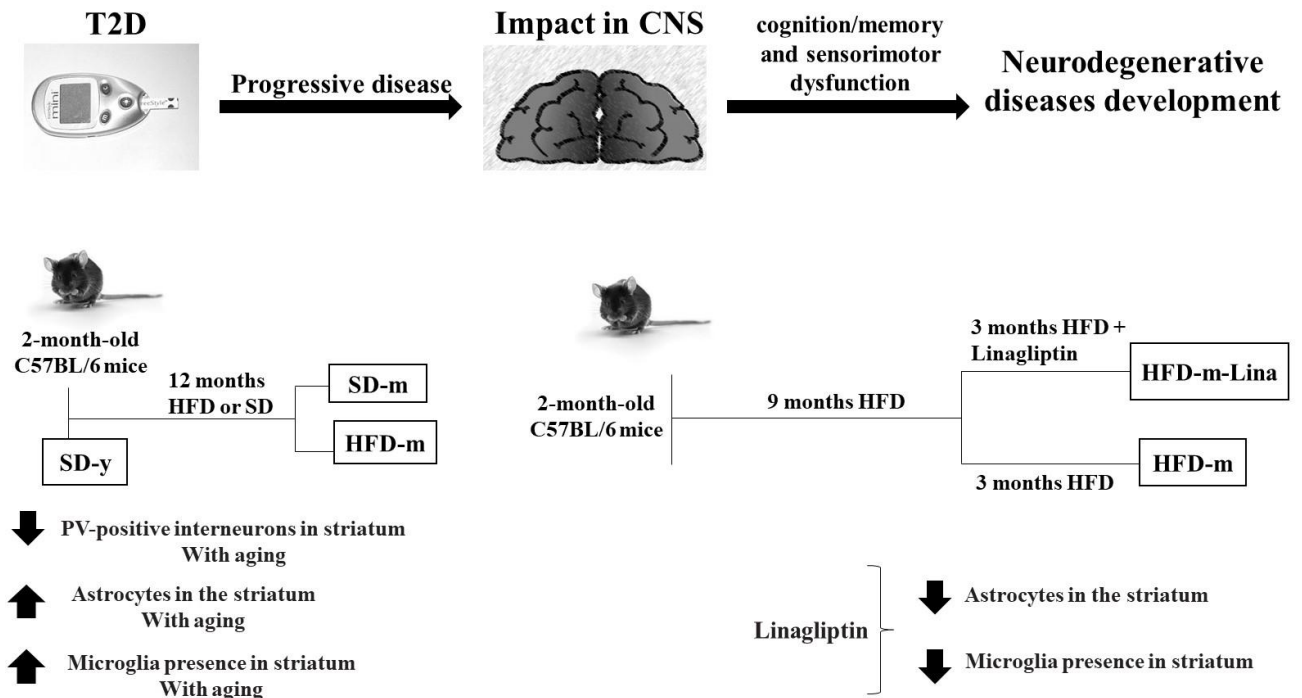 T2D
Progressive disease
Impact in CNS
cognition/memory
and sensorimotor
dysfunction
Neurodegenerative
diseases development
mini
2-month-old
C57BL/6 mice
12 months
HFD or SD
SD-m
HFD-m
SD-y
PV-positive interneurons in striatum
With aging
Astrocytes in the striatum
With aging
Microglia presence in striatum
With aging
2-month-old
C57BL/6 mice
9 months HFD
3 months HFD +
Linagliptin
HFD-m-Lina
3 months HFD
HFD-m
Linagliptin
Astrocytes in the striatum
Microglia presence in striatum